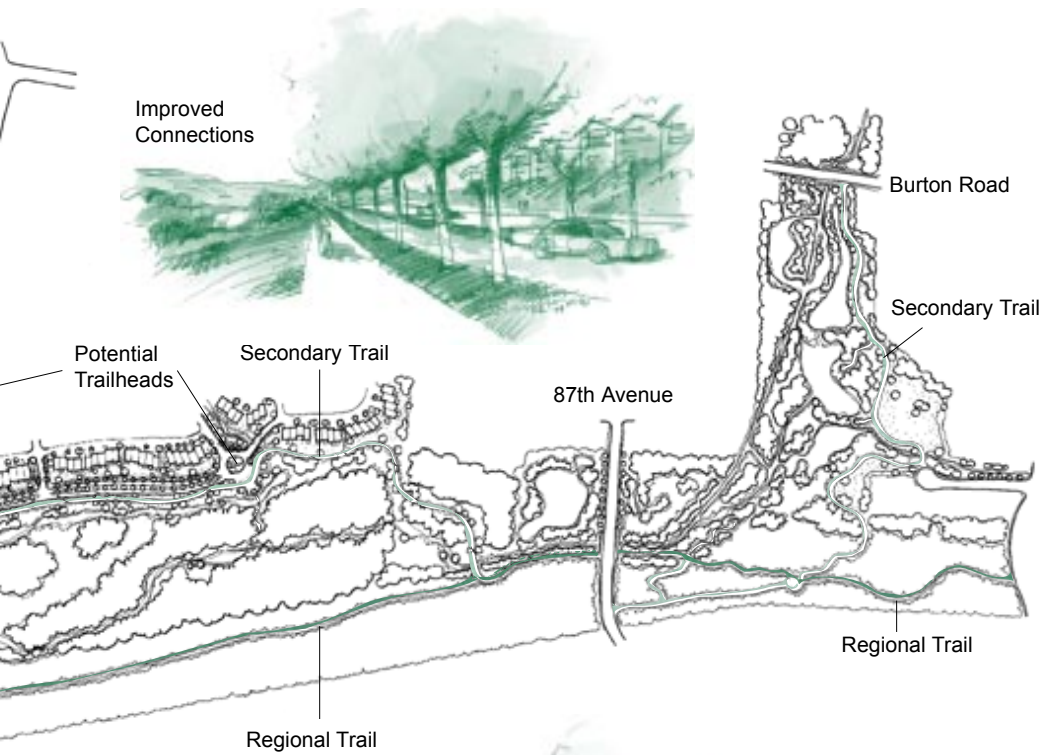 Improved
Connections
Burton Road
Secondary Trail
Potential
Trailheads
Secondary Trail
87th Avenue
Regional Trail
Regional Trail